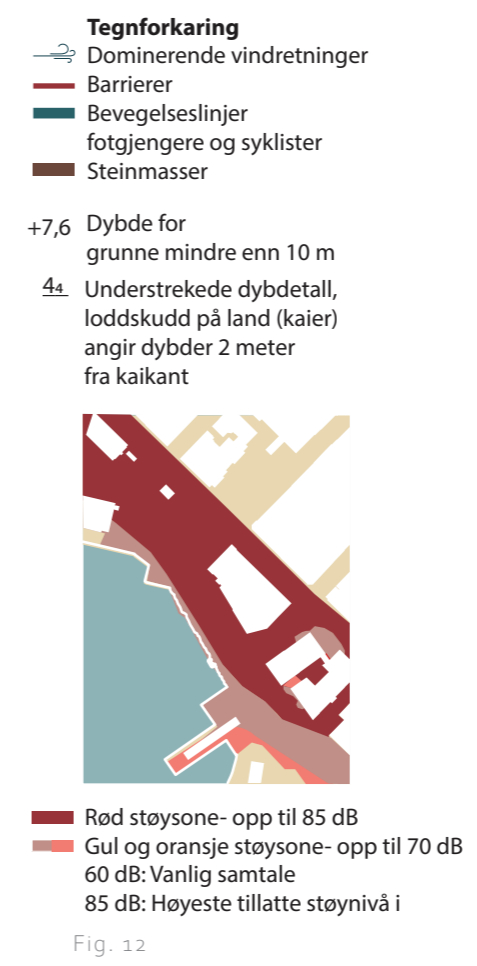 Tegnforkaring
Dominerende vindretninger
Barrierer
Bevegelseslinjer
fotgjengere og syklister
Steinmasser
+7,6 Dybde for
grunne mindre enn 10 m
44 Understrekede dybdetall,
loddskudd på land (kaier)
angir dybder 2 meter
fra kaikant
Rød støysone- opp til 85 dB
Gul og oransje støysone- opp til 70 dB
60 dB: Vanlig samtale
85 dB: Høyeste tillatte støynivå i
Fig. 12